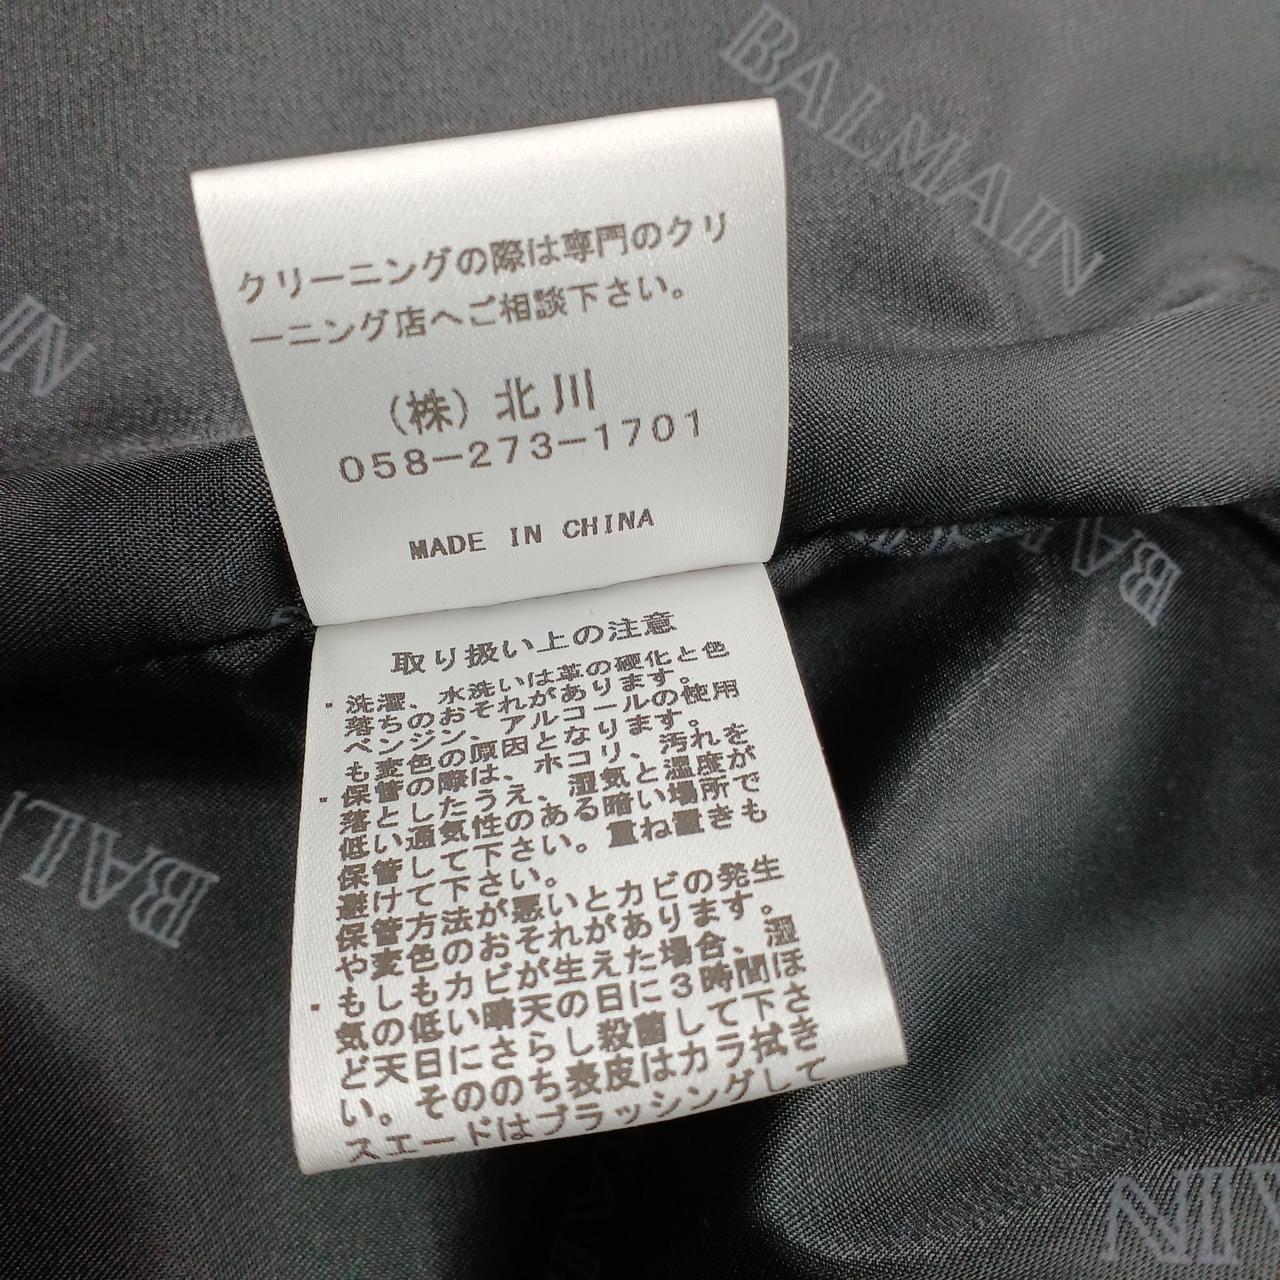 BALMAIN
IN
クリーニングの際は専門のクリ
ーニング店へご相談下さい。
(株)北川
058-273-1701
MADE IN CHINA
取り扱い上の注意
・洗濯、水洗いは革の硬化と色
落ちのおそれがあります。
ベンジン、アルコールの使用
も変色の原因となります。
・保管の際は、ホコリ、汚れを
落としたうえ、湿気と温度が
低い通気性のある暗い場所で
保管して下さい。重ね置きも
避けて下さい。
保管方法が悪いとカビの発生
や変色のおそれがあります。
・もしもカビが生えた場合、湿
気の低い晴天の日に3時間ほ
ど天日にさらし殺菌して下さ
い。そののち表皮はカラ拭き
スエードはブラッシングして
BA
BAL
AIN